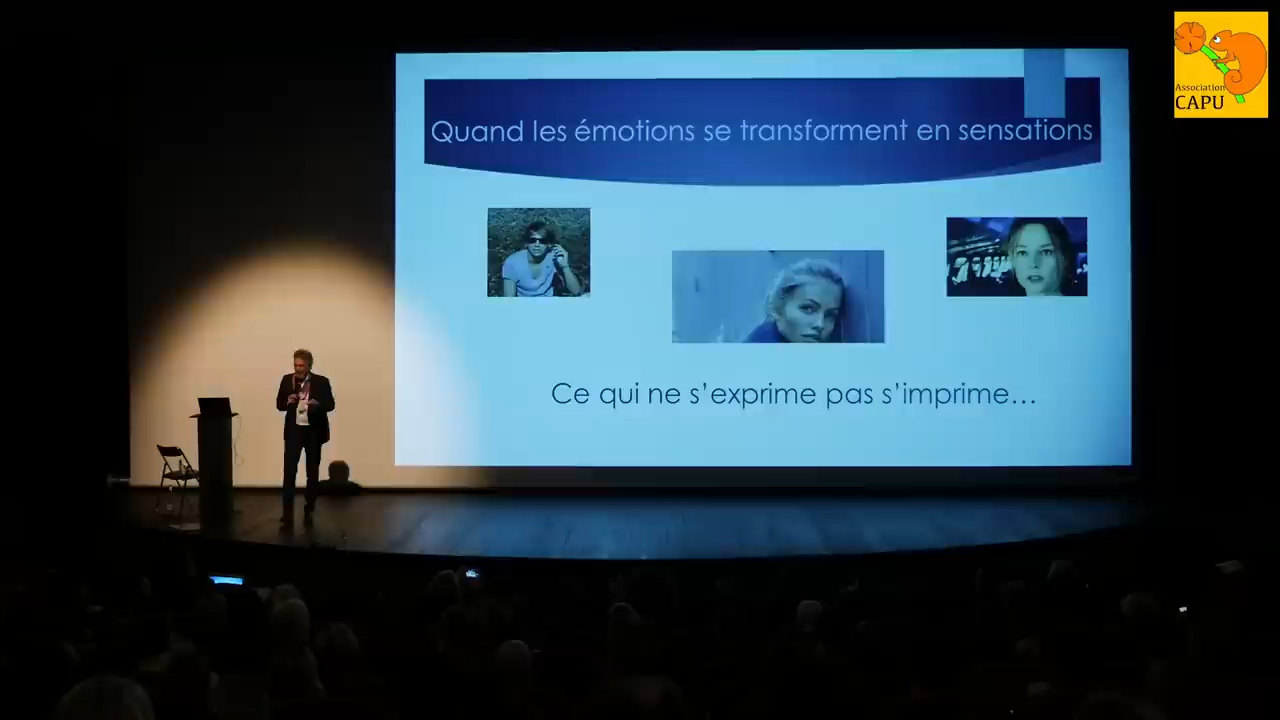 Association
CAPU
Quand les émotions se transforment en sensations
Ce qui ne s’exprime pas s’imprime…